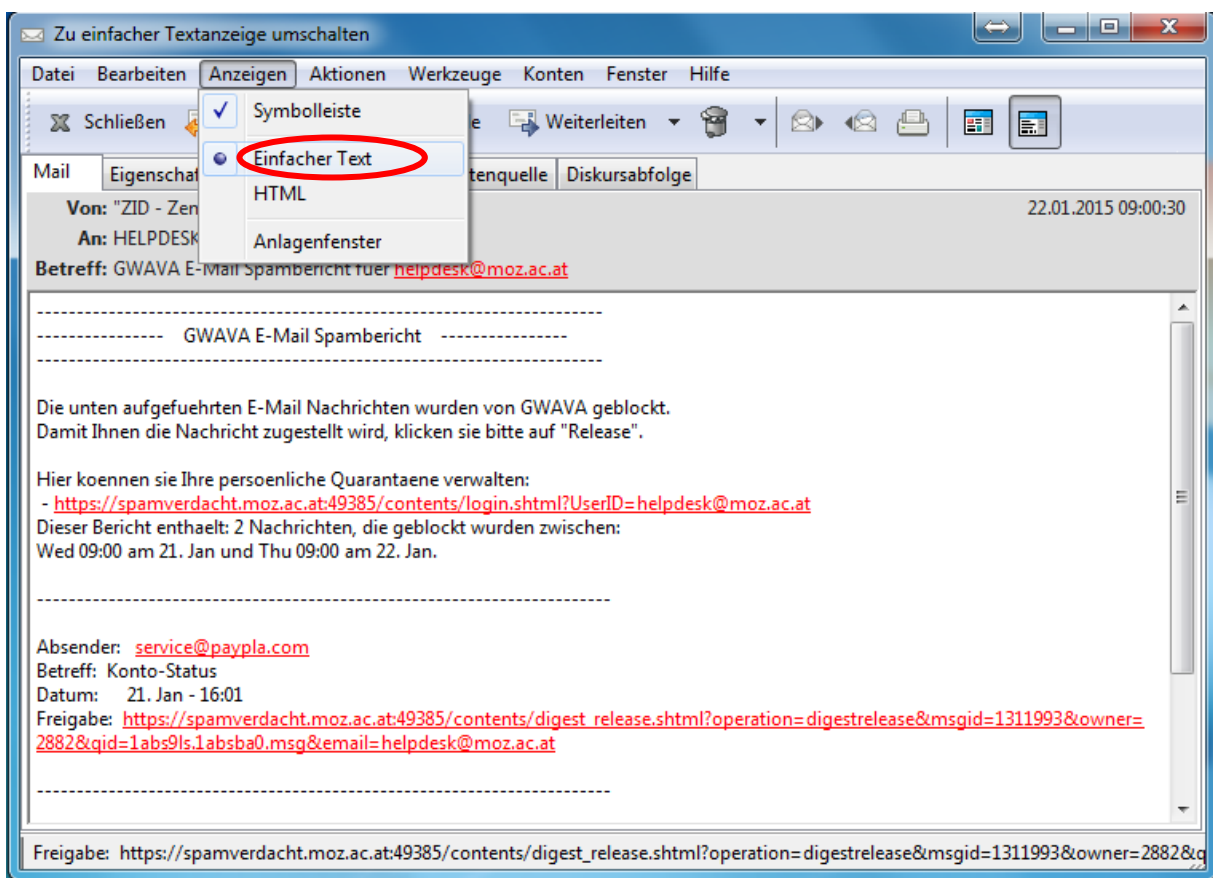 Zu einfacher Textanzeige umschalten
Datei Bearbeiten Anzeigen Aktionen Werkzeuge Konten Fenster Hilfe
Schließen e Weiterleiten
Symbolleiste
Einfacher Text
HTML
Anlagenfenster
Mail Eigenschaf tenquelle Diskursabfolge
Von: "ZID - Zen 22.01.2015 09:00:30
An: HELPDESK
Betreff: GWAVA E-Mail Spambericht fuer helpdesk@moz.ac.at
-----------------------------------------------------------------------
---------------- GWAVA E-Mail Spambericht ----------------
-----------------------------------------------------------------------
Die unten aufgefuehrten E-Mail Nachrichten wurden von GWAVA geblockt.
Damit Ihnen die Nachricht zugestellt wird, klicken sie bitte auf "Release".
Hier koennen sie Ihre persoenliche Quarantaene verwalten:
- https://spamverdacht.moz.ac.at:49385/contents/login.shtml?UserID=helpdesk@moz.ac.at
Dieser Bericht enthaelt: 2 Nachrichten, die geblockt wurden zwischen:
Wed 09:00 am 21. Jan und Thu 09:00 am 22. Jan.
------------------------------------------------------------------------
Absender: service@paypla.com
Betreff: Konto-Status
Datum: 21. Jan - 16:01
Freigabe: https://spamverdacht.moz.ac.at:49385/contents/digest_release.shtml?operation=digestrelease&msgid=1311993&owner=
2882&qid=1abs9ls.1absba0.msg&email=helpdesk@moz.ac.at
------------------------------------------------------------------------
Freigabe: https://spamverdacht.moz.ac.at:49385/contents/digest_release.shtml?operation=digestrelease&msgid=1311993&owner=2882&q